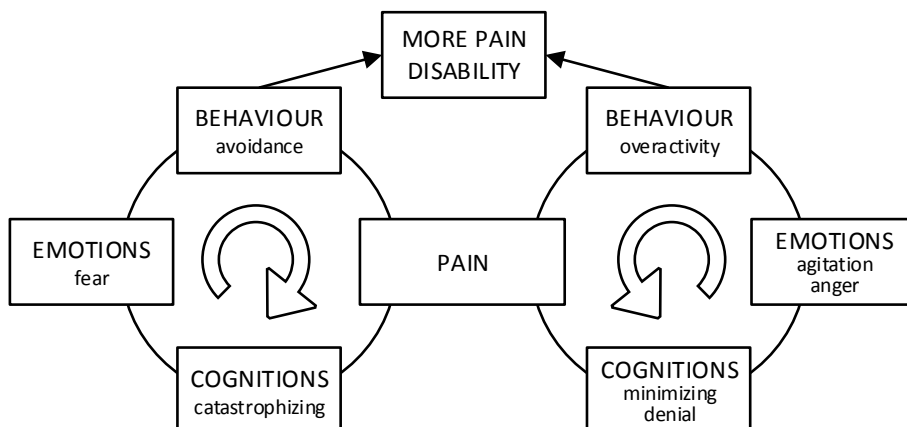 MORE PAIN
DISABILITY
BEHAVIOUR
avoidance
BEHAVIOUR
overactivity
EMOTIONS
fear
PAIN
EMOTIONS
agitation
anger
COGNITIONS
catastrophizing
COGNITIONS
minimizing
denial